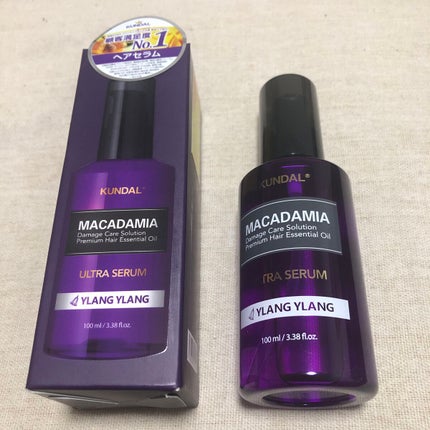 KUNDAL
顧客満足度
No.1
ヘアセラム
KUNDAL
MACADAMIA
Damage Care Solution
Premium Hair Essential Oil
ULTRA SERUM
YLANG YLANG
100 ml / 3.38 fl.oz.
KUNDAL®
MACADAMIA
Damage Care Solution
Premium Hair Essential Oil
TRA SERUM
YLANG YLANG
100 ml / 3.38 fl.oz.